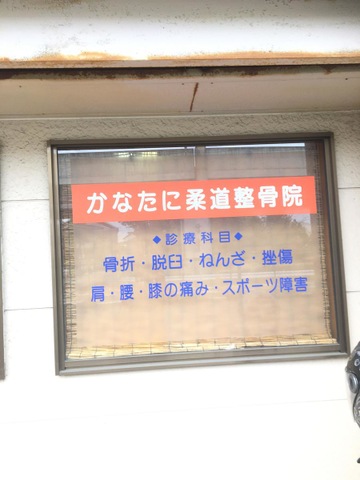 かなたに柔道整骨院
◆診療科目◆
骨折・脱臼・ねんざ・挫傷
肩・腰・膝の痛み・スポーツ障害